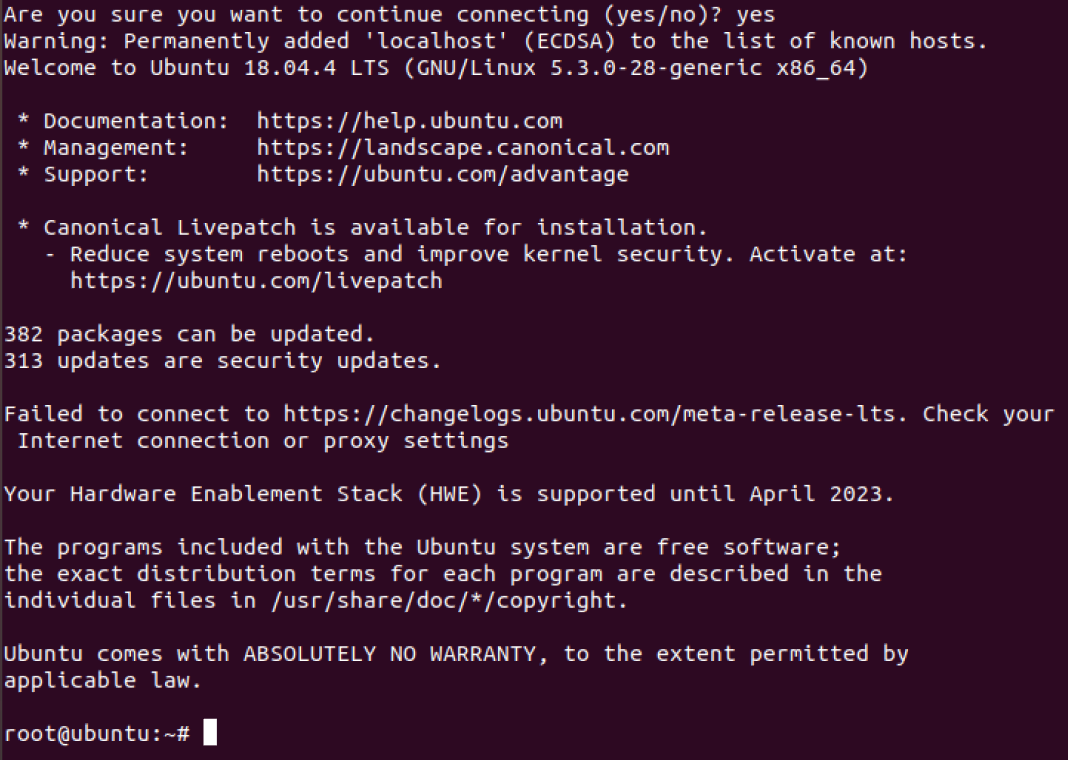 Are you sure you want to continue connecting (yes/no)? yes
Warning: Permanently added 'localhost' (ECDSA) to the list of known hosts.
Welcome to Ubuntu 18.04.4 LTS (GNU/Linux 5.3.0-28-generic x86_64)
* Documentation:  https://help.ubuntu.com
* Management:     https://landscape.canonical.com
* Support:        https://ubuntu.com/advantage
* Canonical Livepatch is available for installation.
- Reduce system reboots and improve kernel security. Activate at:
https://ubuntu.com/livepatch
382 packages can be updated.
313 updates are security updates.
Failed to connect to https://changelogs.ubuntu.com/meta-release-lts. Check your
Internet connection or proxy settings
Your Hardware Enablement Stack (HWE) is supported until April 2023.
The programs included with the Ubuntu system are free software;
the exact distribution terms for each program are described in the
individual files in /usr/share/doc/*/copyright.
Ubuntu comes with ABSOLUTELY NO WARRANTY, to the extent permitted by
applicable law.
root@ubuntu:~#